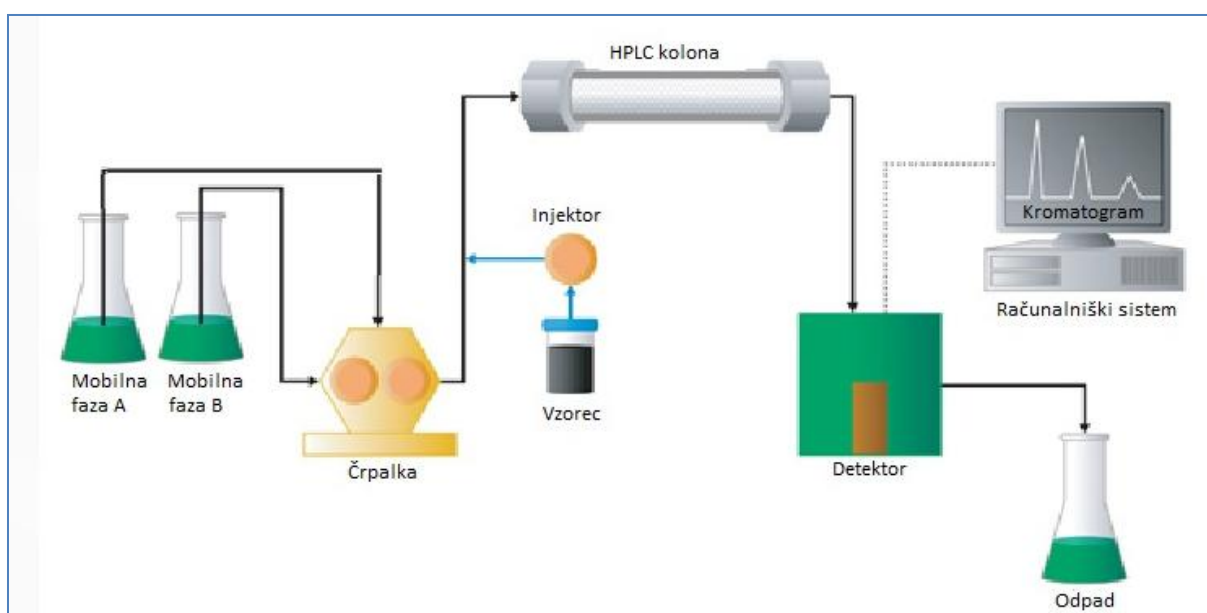 HPLC kolona
Injektor
Kromatogram
Računalniški sistem
Mobilna
faza A
Mobilna
faza B
Vzorec
Črpalka
Detektor
Odpad